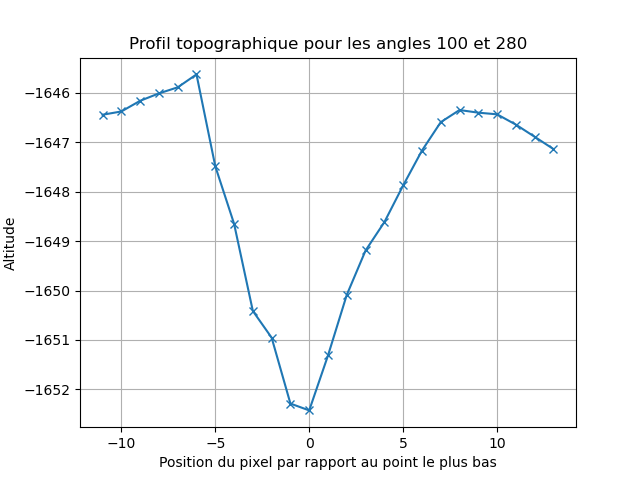 Profil topographique pour les angles 100 et 280
−1646
−1647
−1648
−1649
−1650
−1651
−1652
Altitude
−10 −5 0 5 10
Position du pixel par rapport au point le plus bas